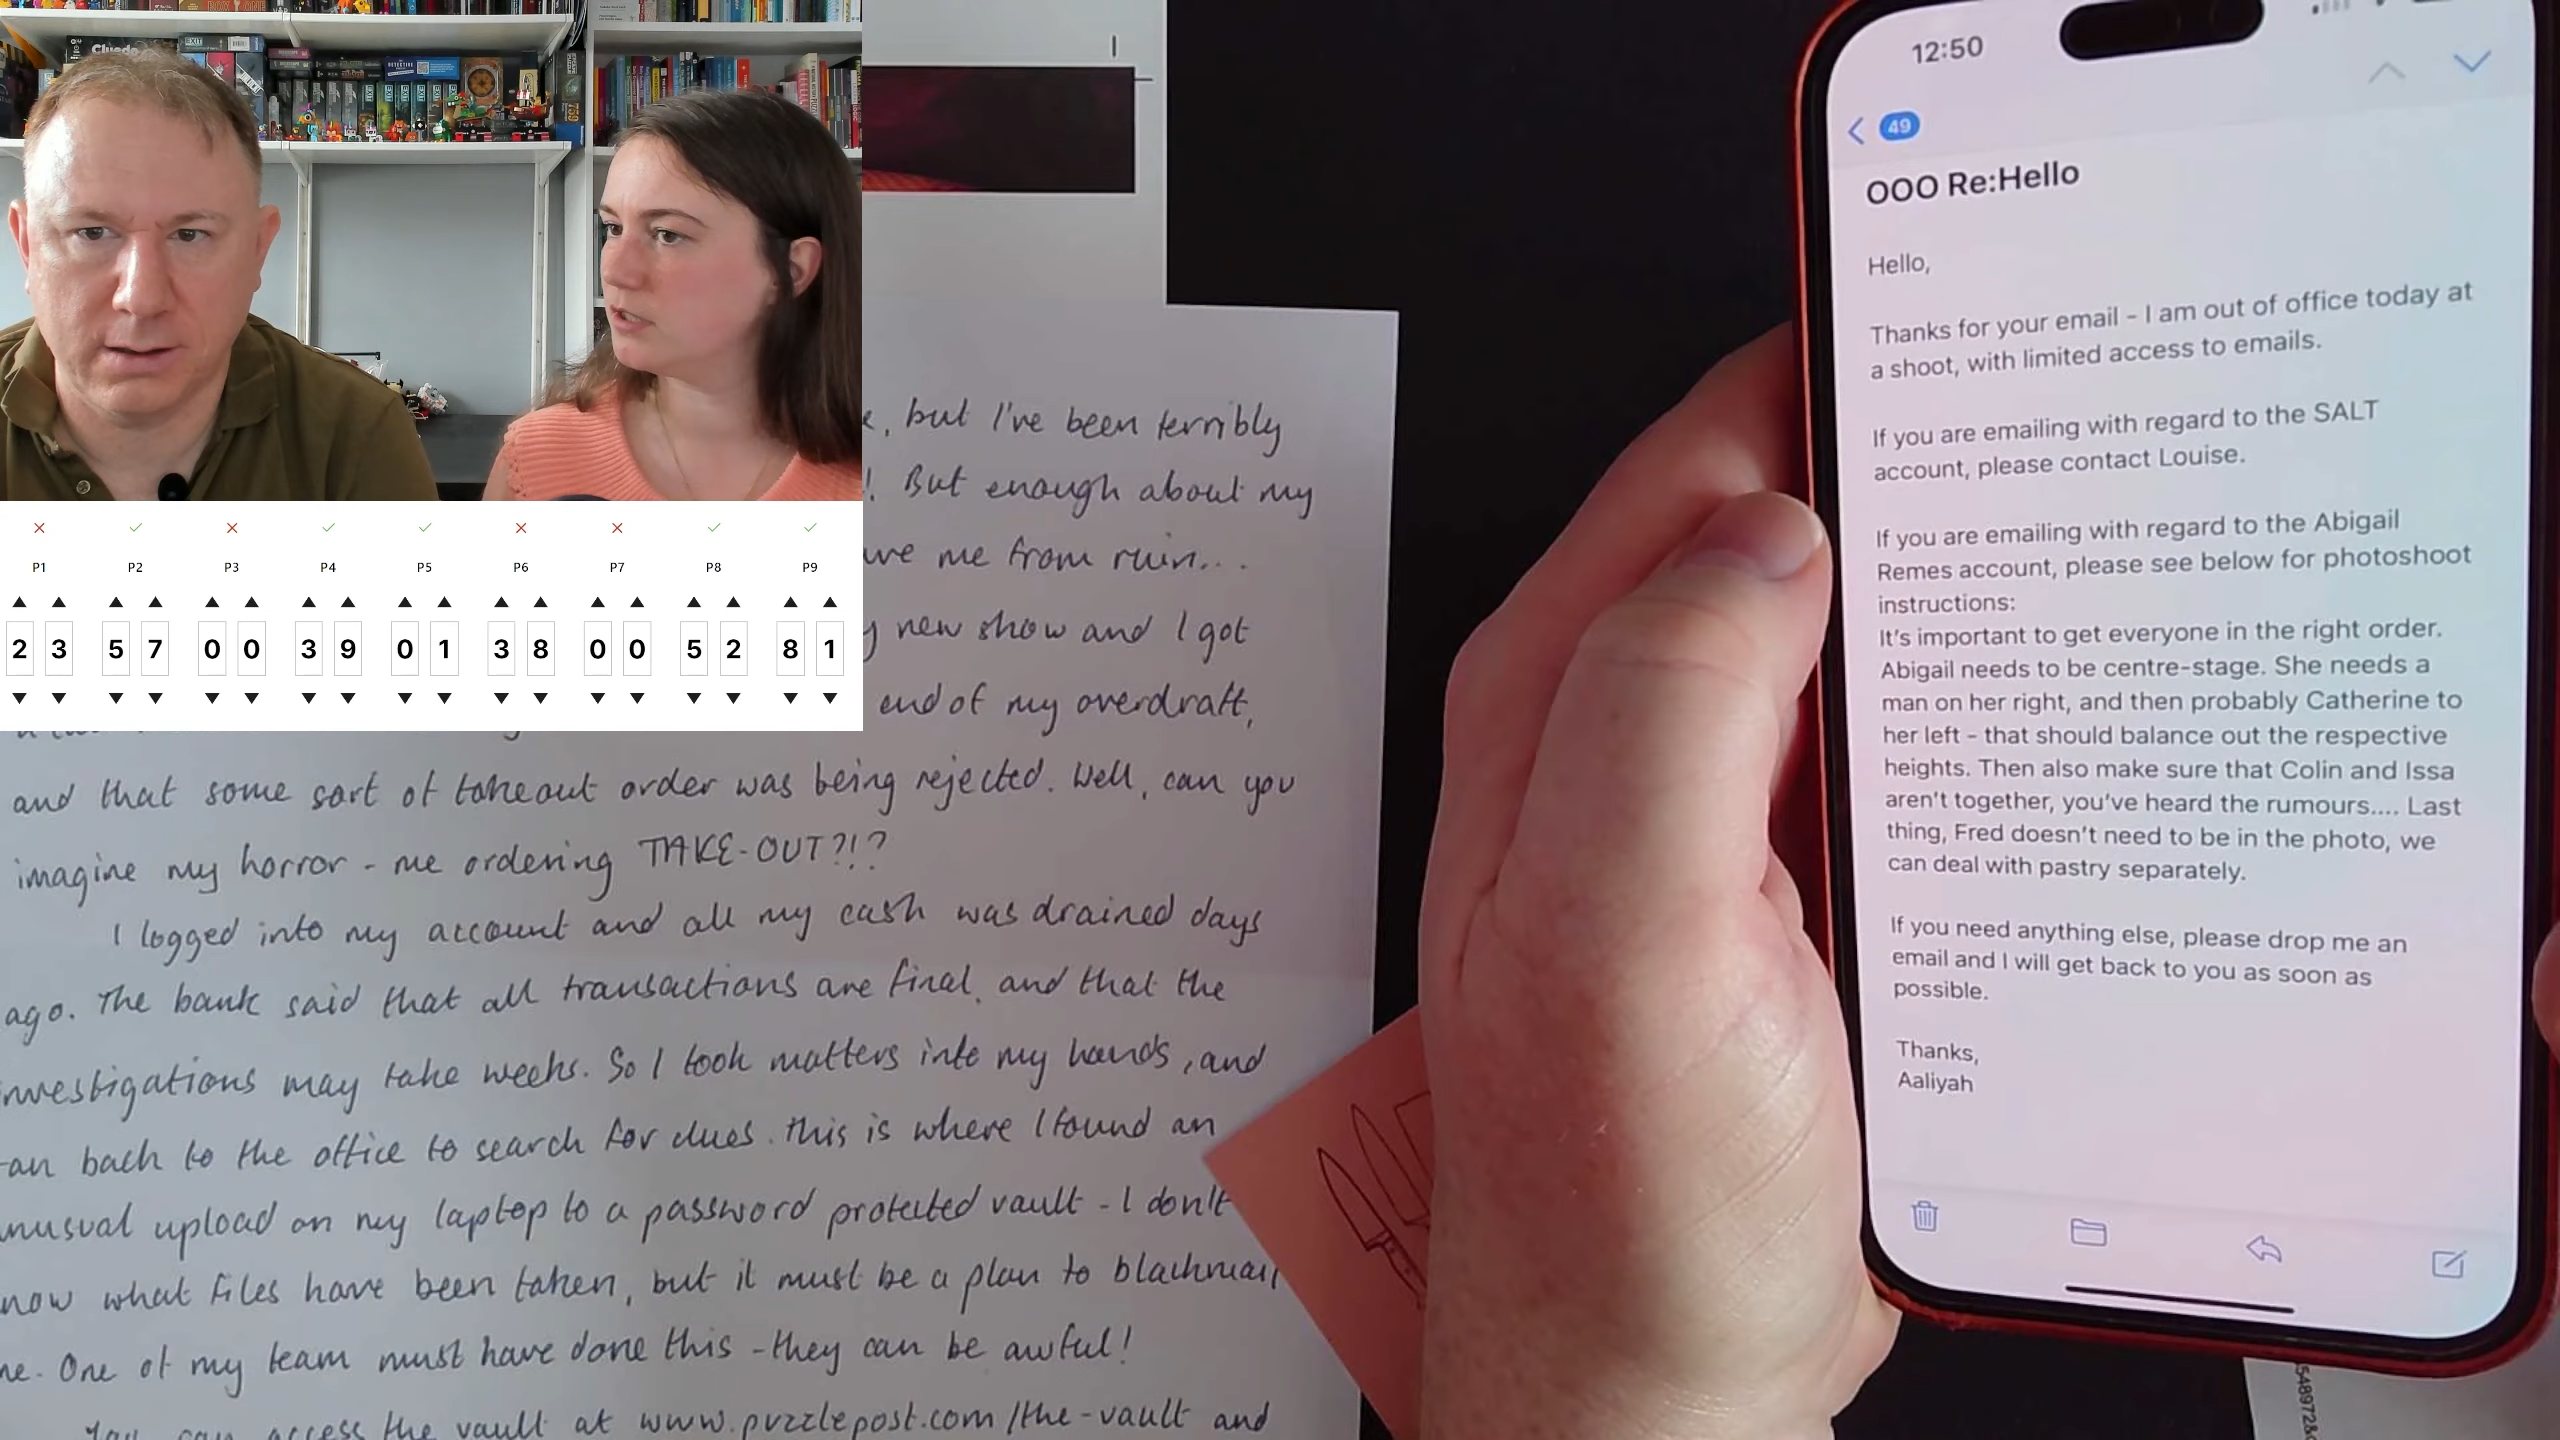 Cluedo
EXIT
e, but I've been terribly
! But enough about my
ave me from ruin...
y new show and I got
end of my overdraft,
and that some sort of takeout order was being rejected. Well, can you
imagine my horror - me ordering TAKE-OUT?!?
I logged into my account and all my cash was drained days
ago. The bank said that all transactions are final, and that the
investigations may take weeks. So I took matters into my hands, and
ran back to the office to search for clues. This is where I found an
unusual upload on my laptop to a password protected vault - I don't
now what files have been taken, but it must be a plan to blackmail
me. One of my team must have done this - they can be awful!
You can access the vault at www.puzzlepost.com/the-vault and
P1 P2 P3 P4 P5 P6 P7 P8 P9
2 3 5 7 0 0 3 9 0 1 3 8 0 0 5 2 8 1
12:50
49
OOO Re:Hello
Hello,
Thanks for your email - I am out of office today at
a shoot, with limited access to emails.
If you are emailing with regard to the SALT
account, please contact Louise.
If you are emailing with regard to the Abigail
Remes account, please see below for photoshoot
instructions:
It's important to get everyone in the right order.
Abigail needs to be centre-stage. She needs a
man on her right, and then probably Catherine to
her left - that should balance out the respective
heights. Then also make sure that Colin and Issa
aren't together, you've heard the rumours.... Last
thing, Fred doesn't need to be in the photo, we
can deal with pastry separately.
If you need anything else, please drop me an
email and I will get back to you as soon as
possible.
Thanks,
Aaliyah
548972&